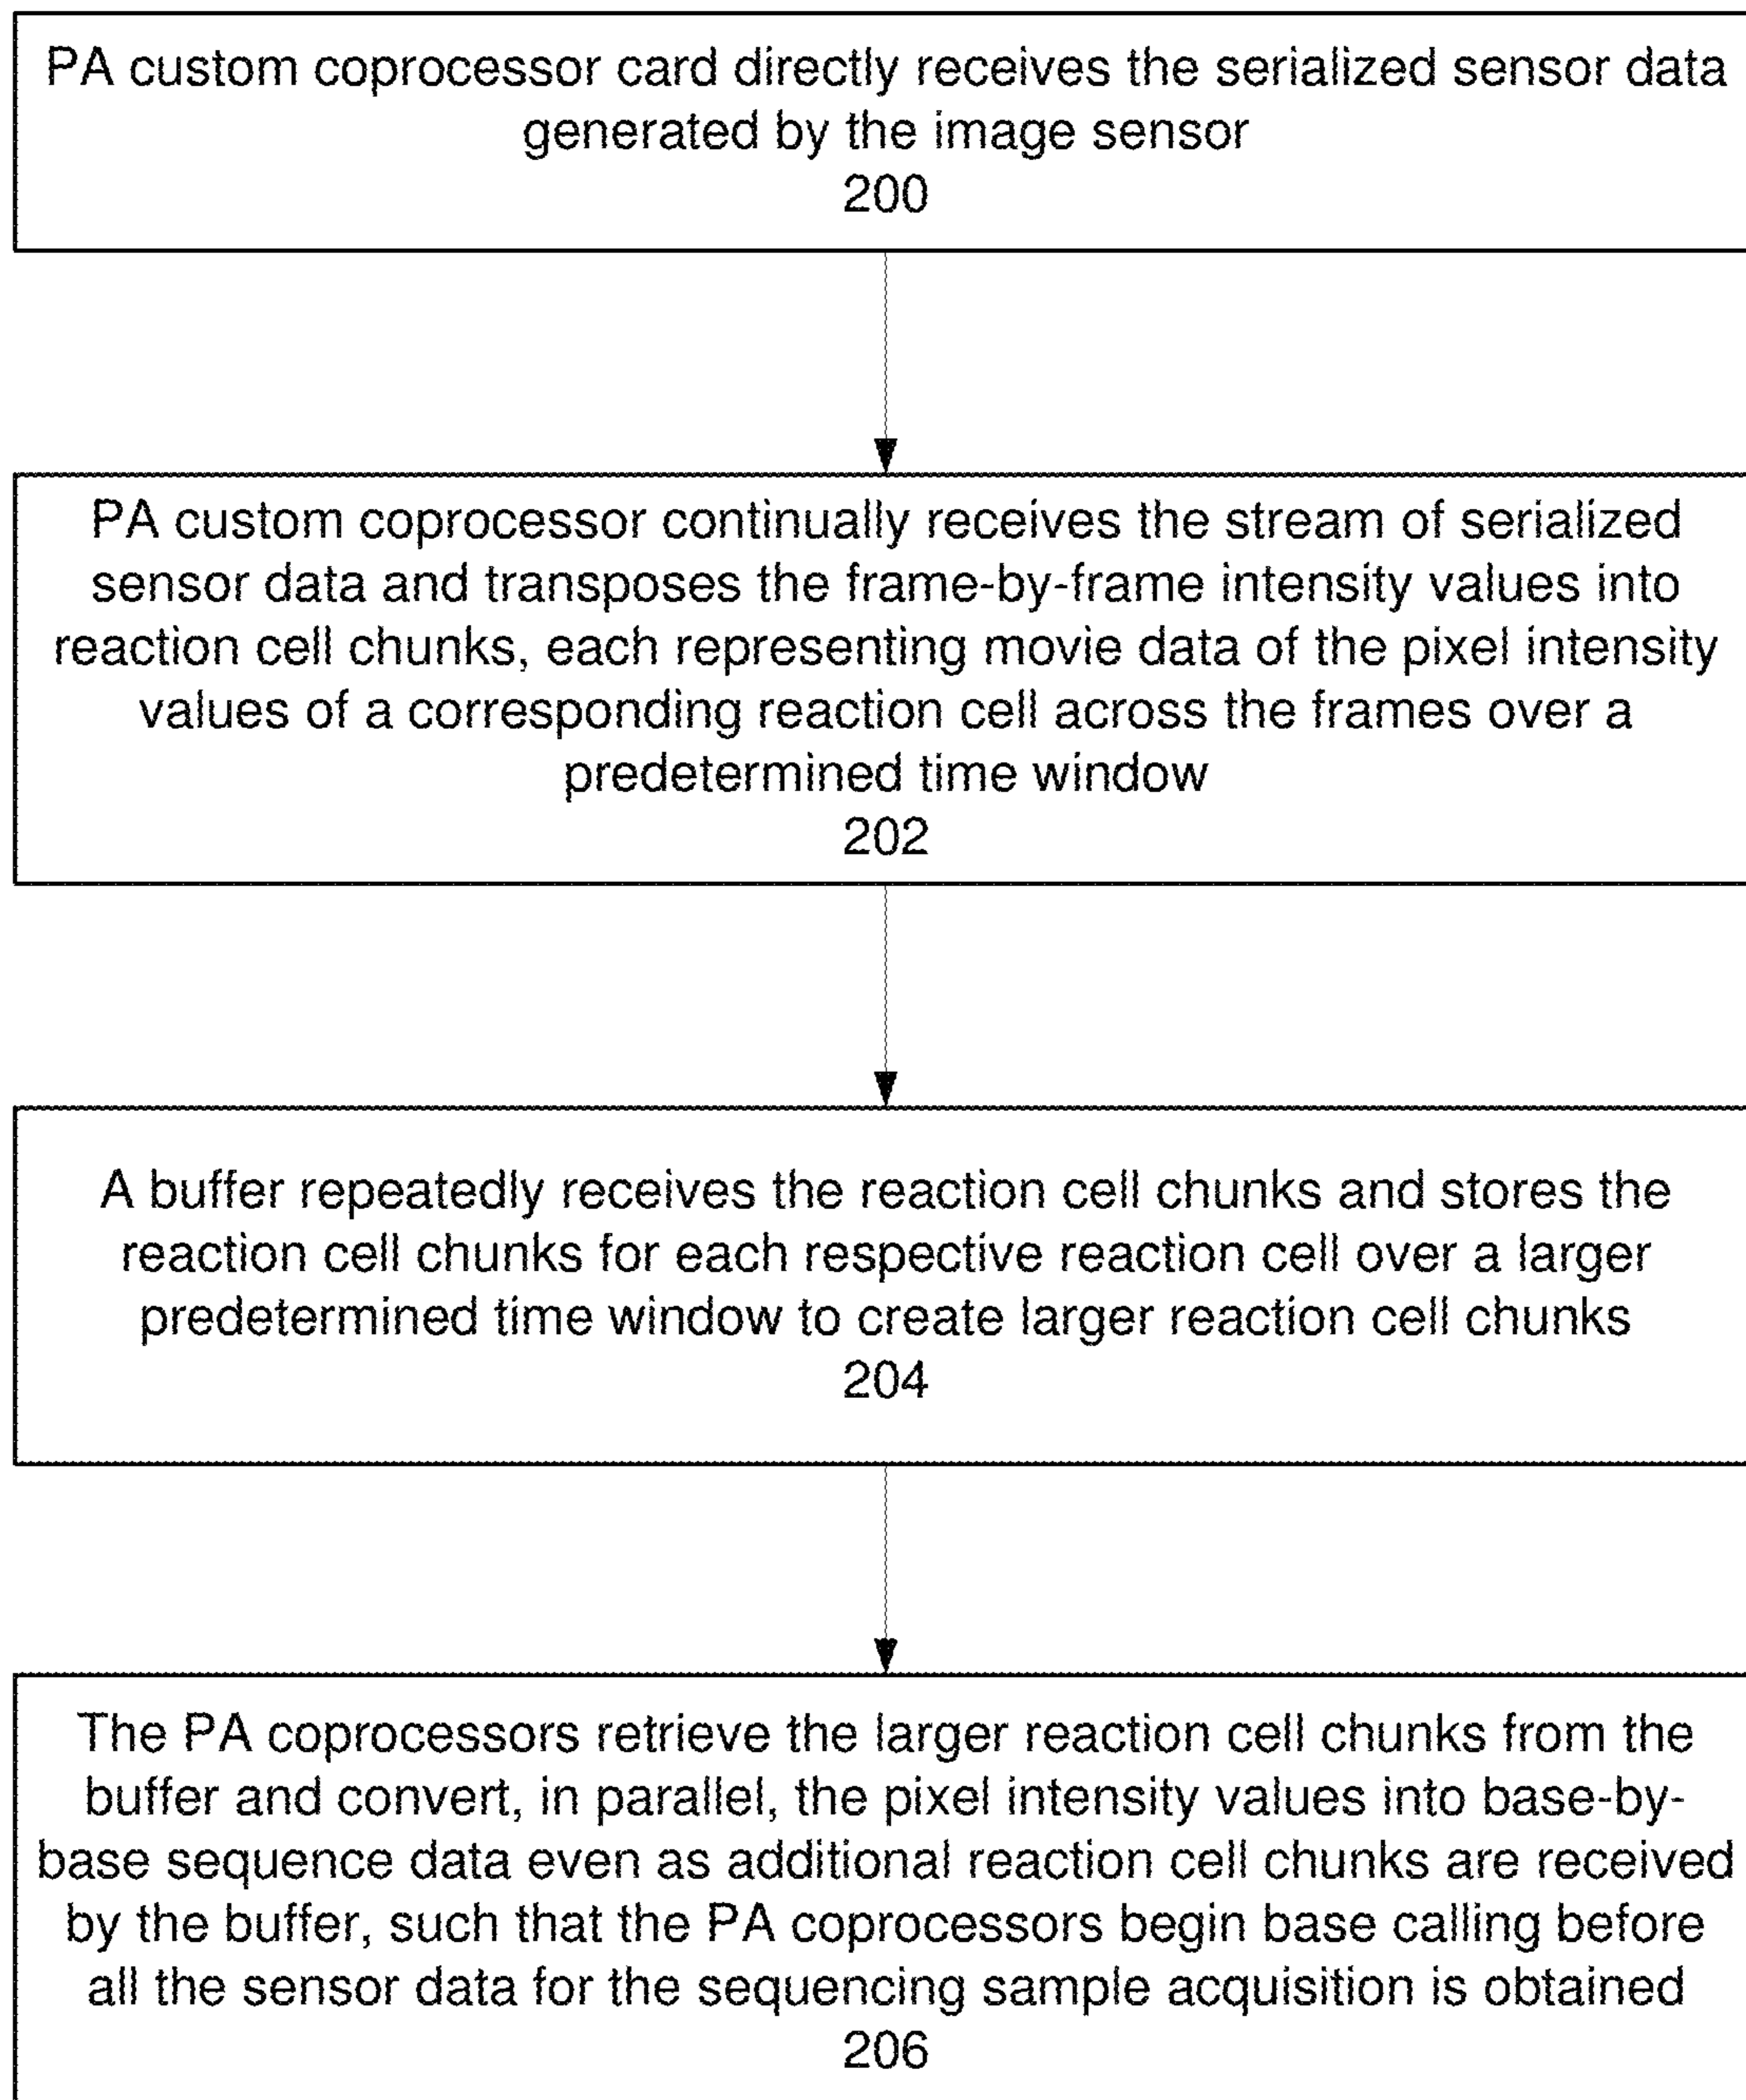 PA custom coprocessor card directly receives the serialized sensor data
generated by the image sensor
200
PA custom coprocessor continually receives the stream of serialized
sensor data and transposes the frame-by-frame intensity values into
reaction cell chunks, each representing movie data of the pixel intensity
values of a corresponding reaction cell across the frames over a
predetermined time window
202
A buffer repeatedly receives the reaction cell chunks and stores the
reaction cell chunks for each respective reaction cell over a larger
predetermined time window to create larger reaction cell chunks
204
The PA coprocessors retrieve the larger reaction cell chunks from the
buffer and convert, in parallel, the pixel intensity values into base-by-
base sequence data even as additional reaction cell chunks are received
by the buffer, such that the PA coprocessors begin base calling before
all the sensor data for the sequencing sample acquisition is obtained
206